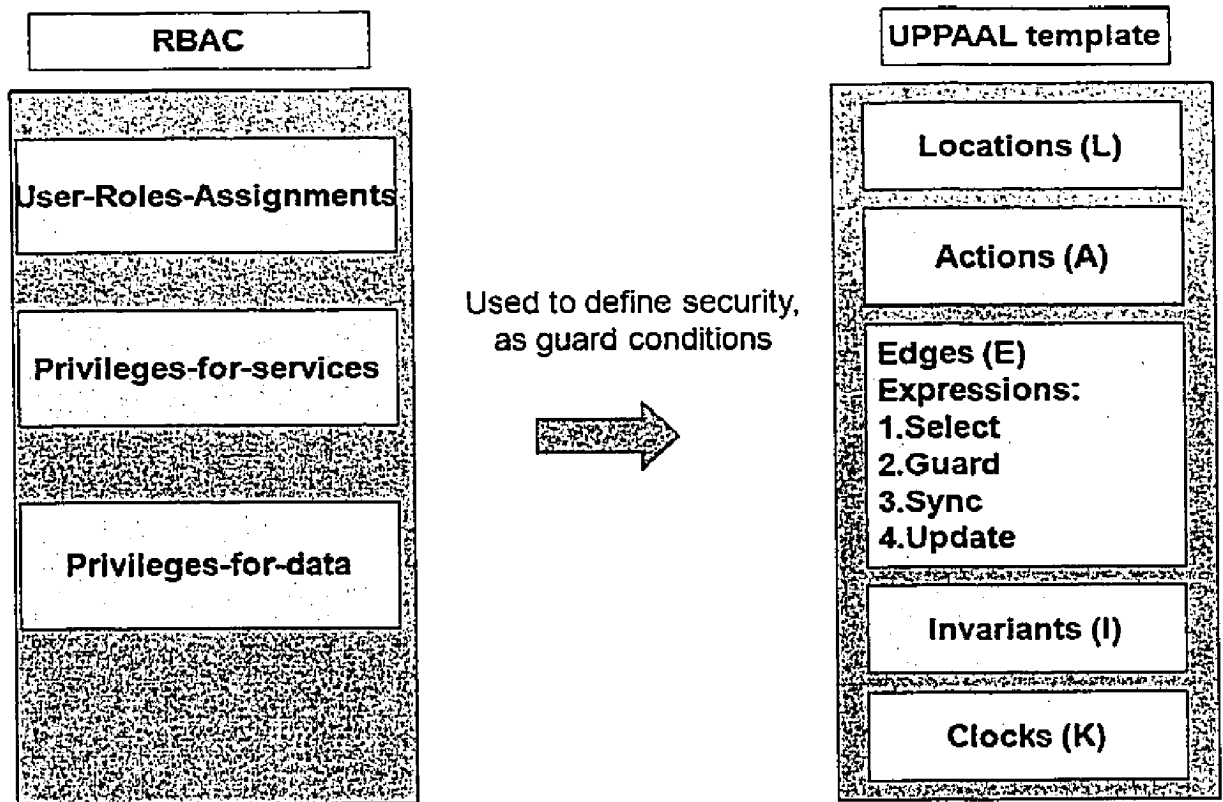 RBAC
User-Roles-Assignments
Privileges-for-services
Privileges-for-data
Used to define security,
as guard conditions
UPPAAL template
Locations (L)
Actions (A)
Edges (E)
Expressions:
1.Select
2.Guard
3.Sync
4.Update
Invariants (I)
Clocks (K)